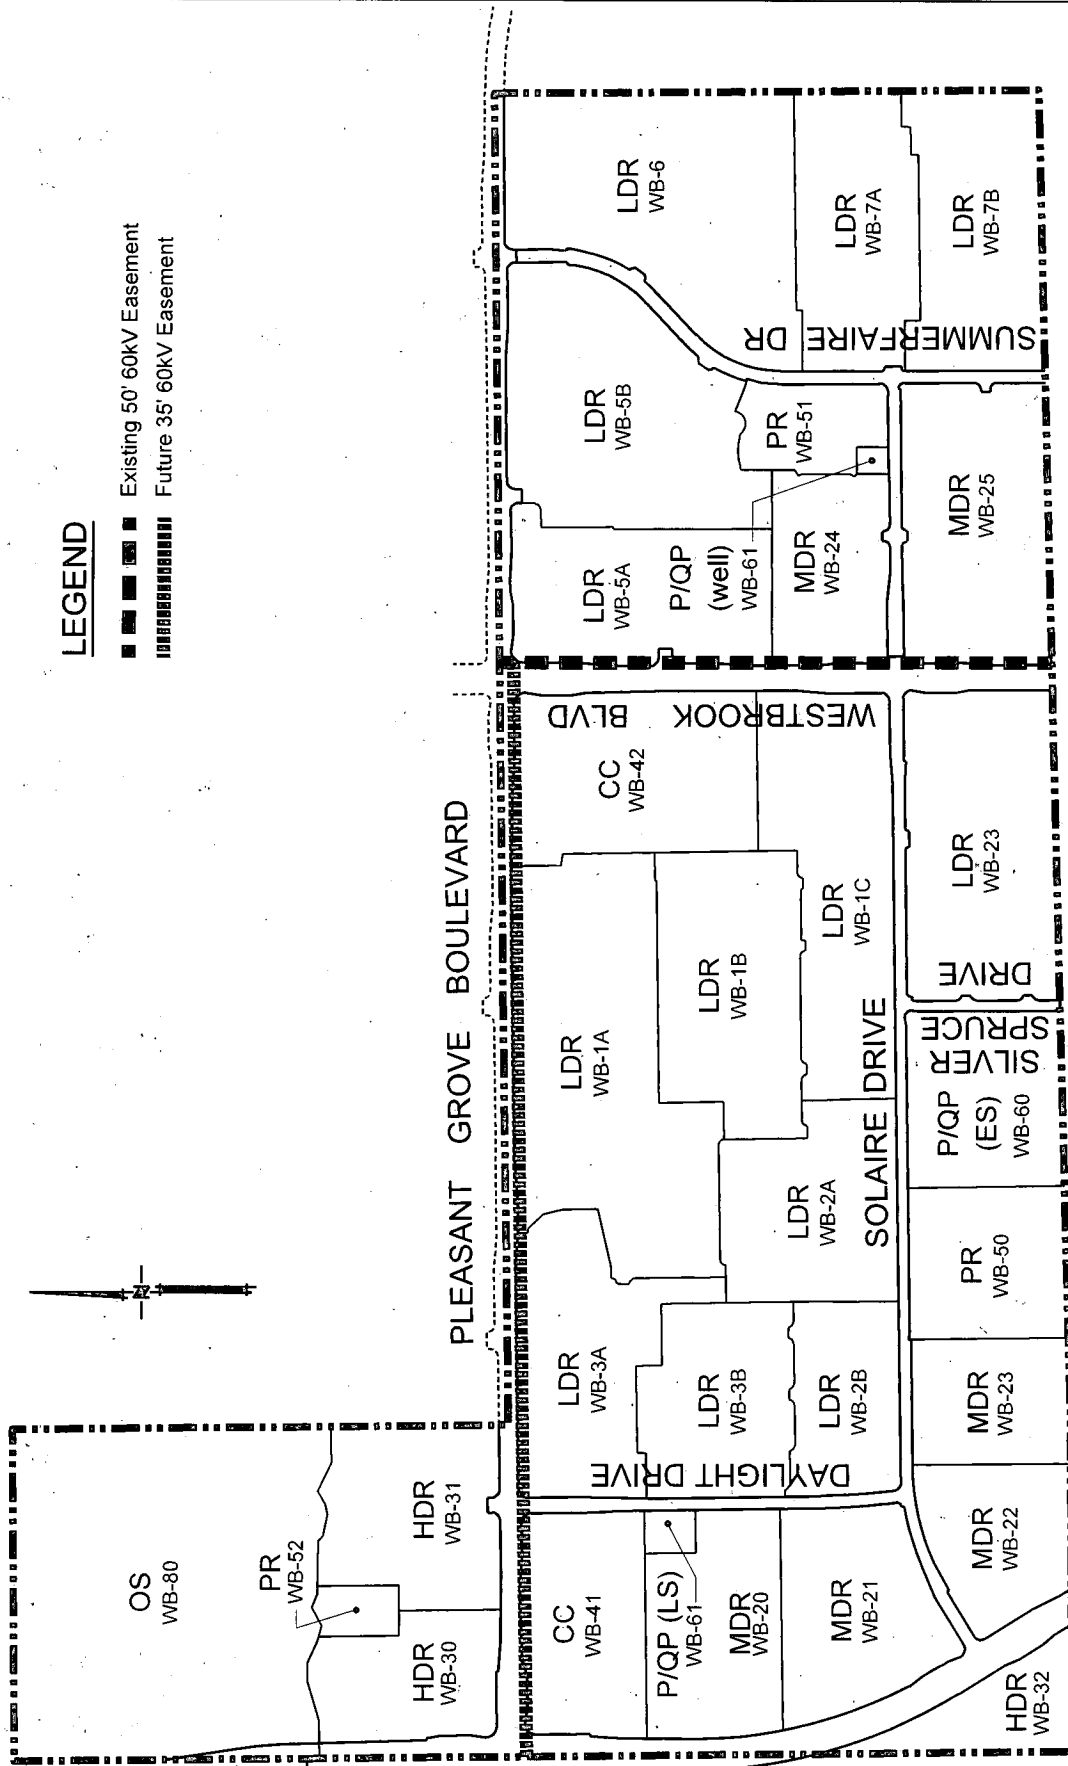 LEGEND
Existing 50' 60kV Easement
Future 35' 60kV Easement
N
PLEASANT GROVE BOULEVARD
OS
WB-80
PR
WB-52
HDR
WB-30
HDR
WB-31
CC
WB-41
P/QP (LS)
WB-61
MDR
WB-20
MDR
WB-21
HDR
WB-32
MDR
WB-22
DAYLIGHT DRIVE
LDR
WB-3A
LDR
WB-3B
LDR
WB-2B
MDR
WB-23
LDR
WB-1A
LDR
WB-2A
SOLAIRE DRIVE
PR
WB-50
P/QP
(ES)
WB-60
SILVER
SPRUCE
DRIVE
LDR
WB-1B
LDR
WB-1C
LDR
WB-23
CC
WB-42
WESTBROOK
BLVD
LDR
WB-5A
P/QP
(well)
WB-61
MDR
WB-24
LDR
WB-5B
PR
WB-51
MDR
WB-25
SUMMERFAIRE DR
LDR
WB-6
LDR
WB-7A
LDR
WB-7B